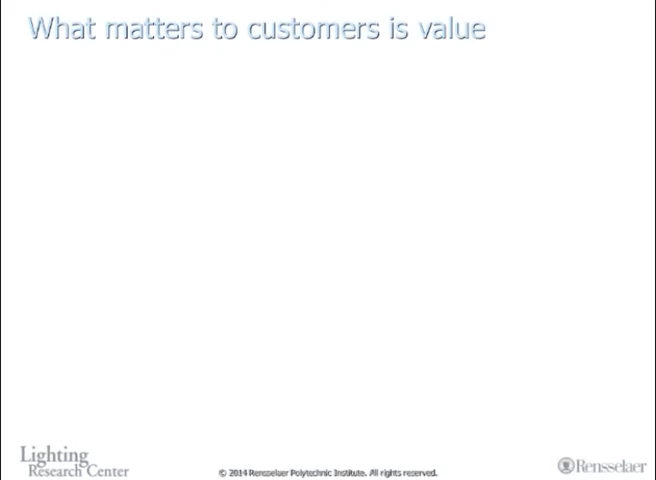 What matters to customers is value
Lighting
Research Center
© 2014 Rensselaer Polytechnic Institute. All rights reserved.
Rensselaer